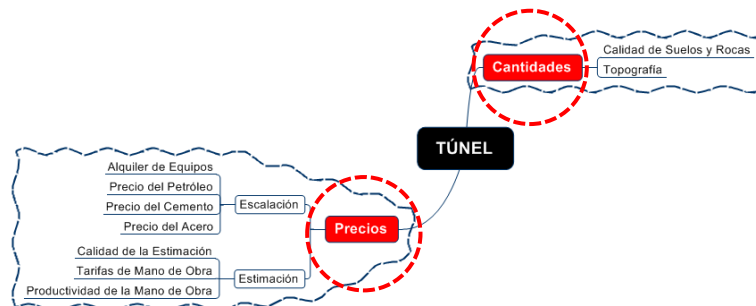 Cantidades
Calidad de Suelos y Rocas
Topografía
TÚNEL
Alquiler de Equipos
Precio del Petróleo
Precio del Cemento
Precio del Acero
Escalación
Precios
Calidad de la Estimación
Tarifas de Mano de Obra
Productividad de la Mano de Obra
Estimación